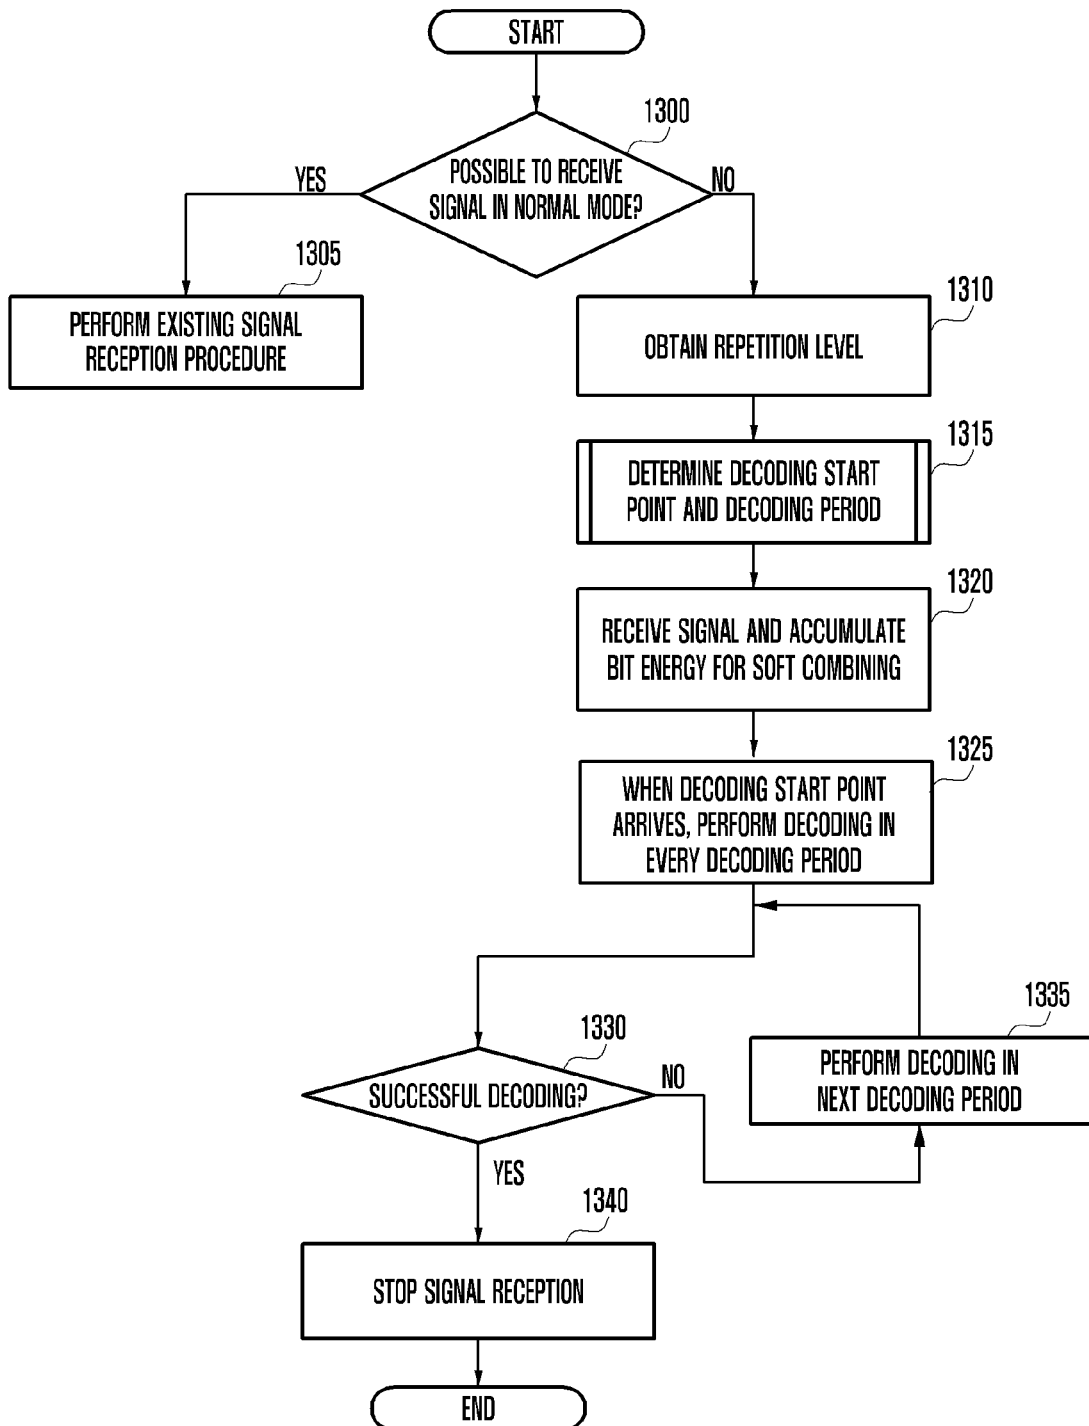 START
1300
POSSIBLE TO RECEIVE
SIGNAL IN NORMAL MODE?
YES
NO
1305
PERFORM EXISTING SIGNAL
RECEPTION PROCEDURE
1310
OBTAIN REPETITION LEVEL
1315
DETERMINE DECODING START
POINT AND DECODING PERIOD
1320
RECEIVE SIGNAL AND ACCUMULATE
BIT ENERGY FOR SOFT COMBINING
1325
WHEN DECODING START POINT
ARRIVES, PERFORM DECODING IN
EVERY DECODING PERIOD
1330
SUCCESSFUL DECODING?
NO
1335
PERFORM DECODING IN
NEXT DECODING PERIOD
YES
1340
STOP SIGNAL RECEPTION
END